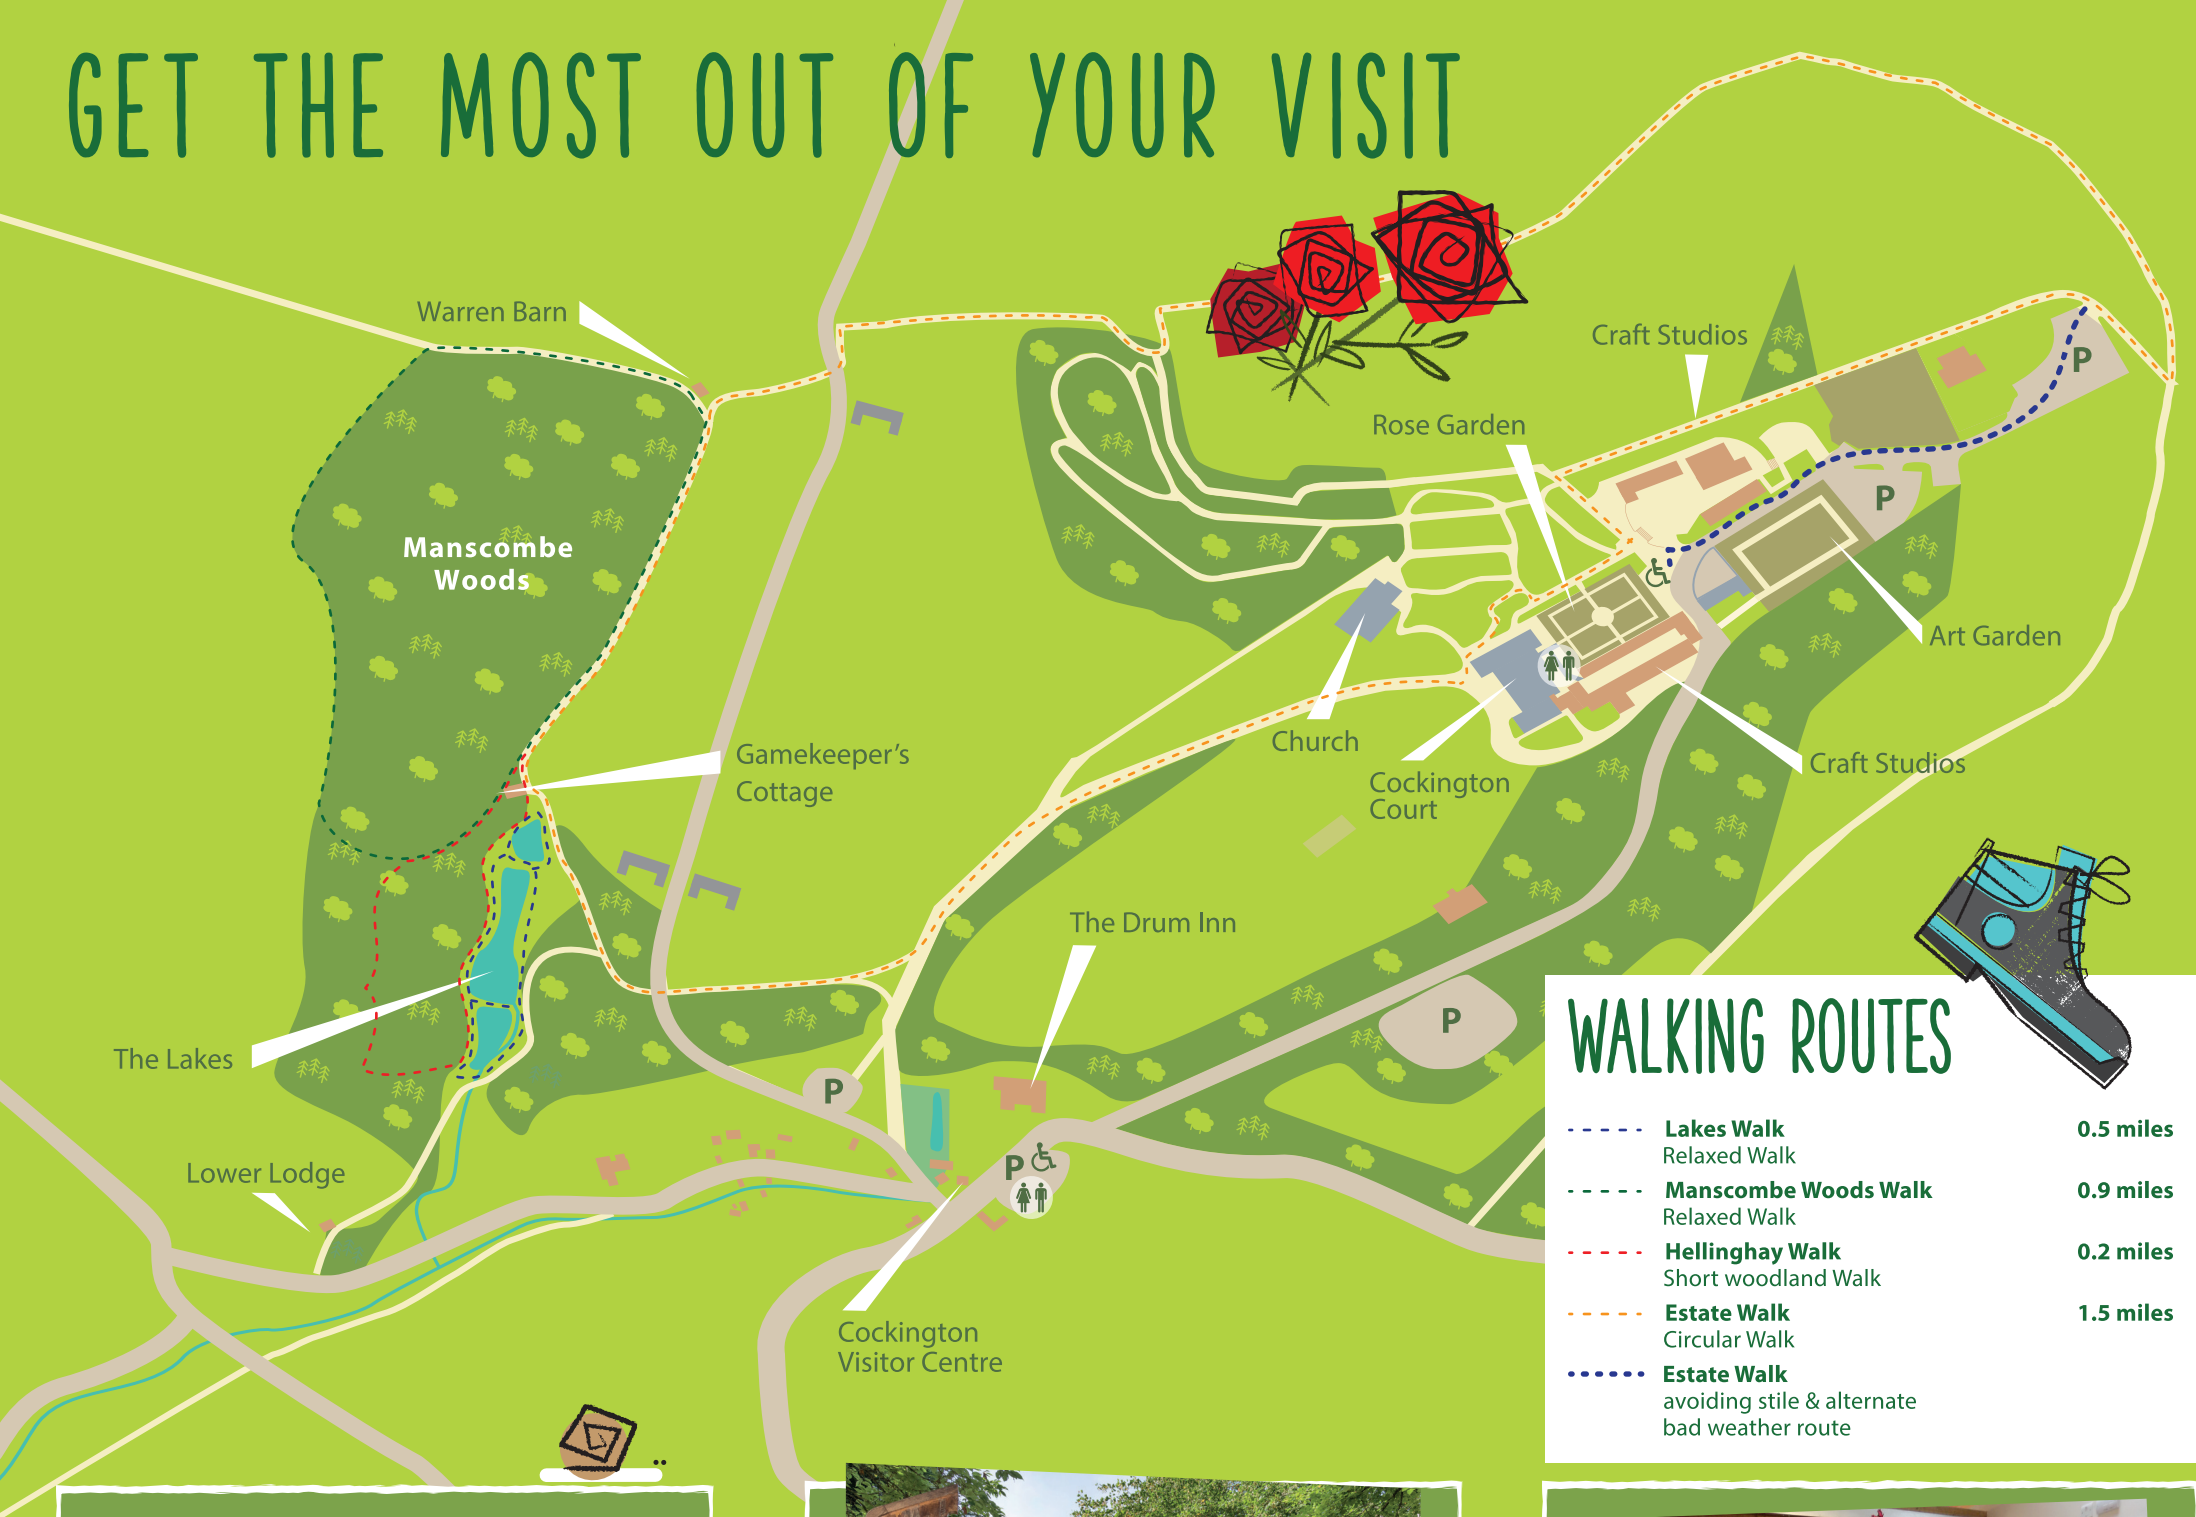 GET THE MOST OUT OF YOUR VISIT
Warren Barn
Craft Studios
P
Rose Garden
P
Manscombe
Woods
Art Garden
Gamekeeper's
Cottage
Church
Craft Studios
Cockington
Court
The Drum Inn
The Lakes
P
P
Lower Lodge
P
Cockington
Visitor Centre
WALKING ROUTES
Lakes Walk 0.5 miles
Relaxed Walk
Manscombe Woods Walk 0.9 miles
Relaxed Walk
Hellinghay Walk 0.2 miles
Short woodland Walk
Estate Walk 1.5 miles
Circular Walk
Estate Walk
avoiding stile & alternate
bad weather route